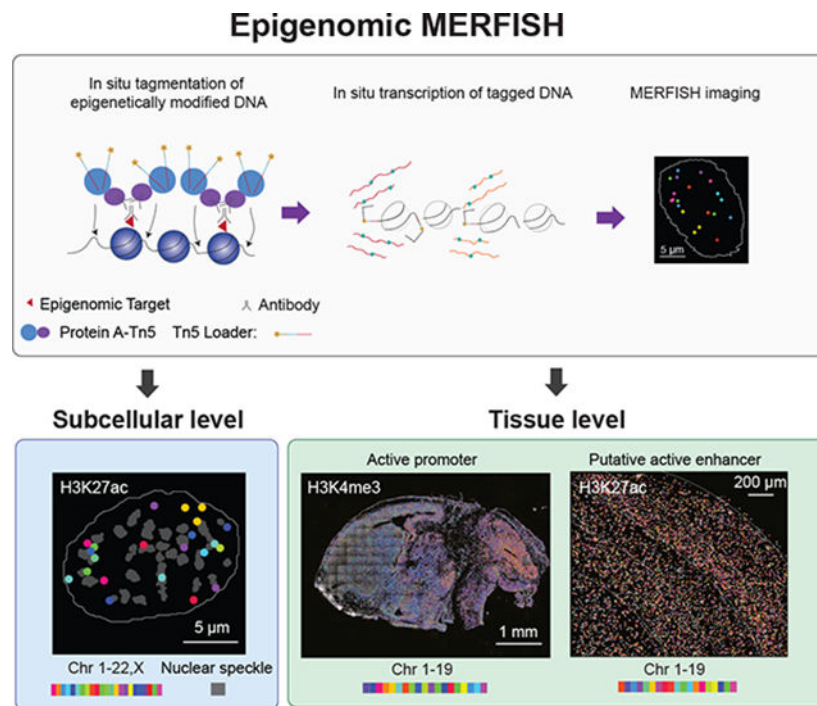 Epigenomic MERFISH
In situ tagmentation of
epigenetically modified DNA
In situ transcription of tagged DNA
MERFISH imaging
5 µm
Epigenomic Target
Antibody
Protein A-Tn5
Tn5 Loader:
Subcellular level
Tissue level
H3K27ac
5 µm
Chr 1-22,X
Nuclear speckle
Active promoter
H3K4me3
1 mm
Chr 1-19
Putative active enhancer
H3K27ac
200 µm
Chr 1-19